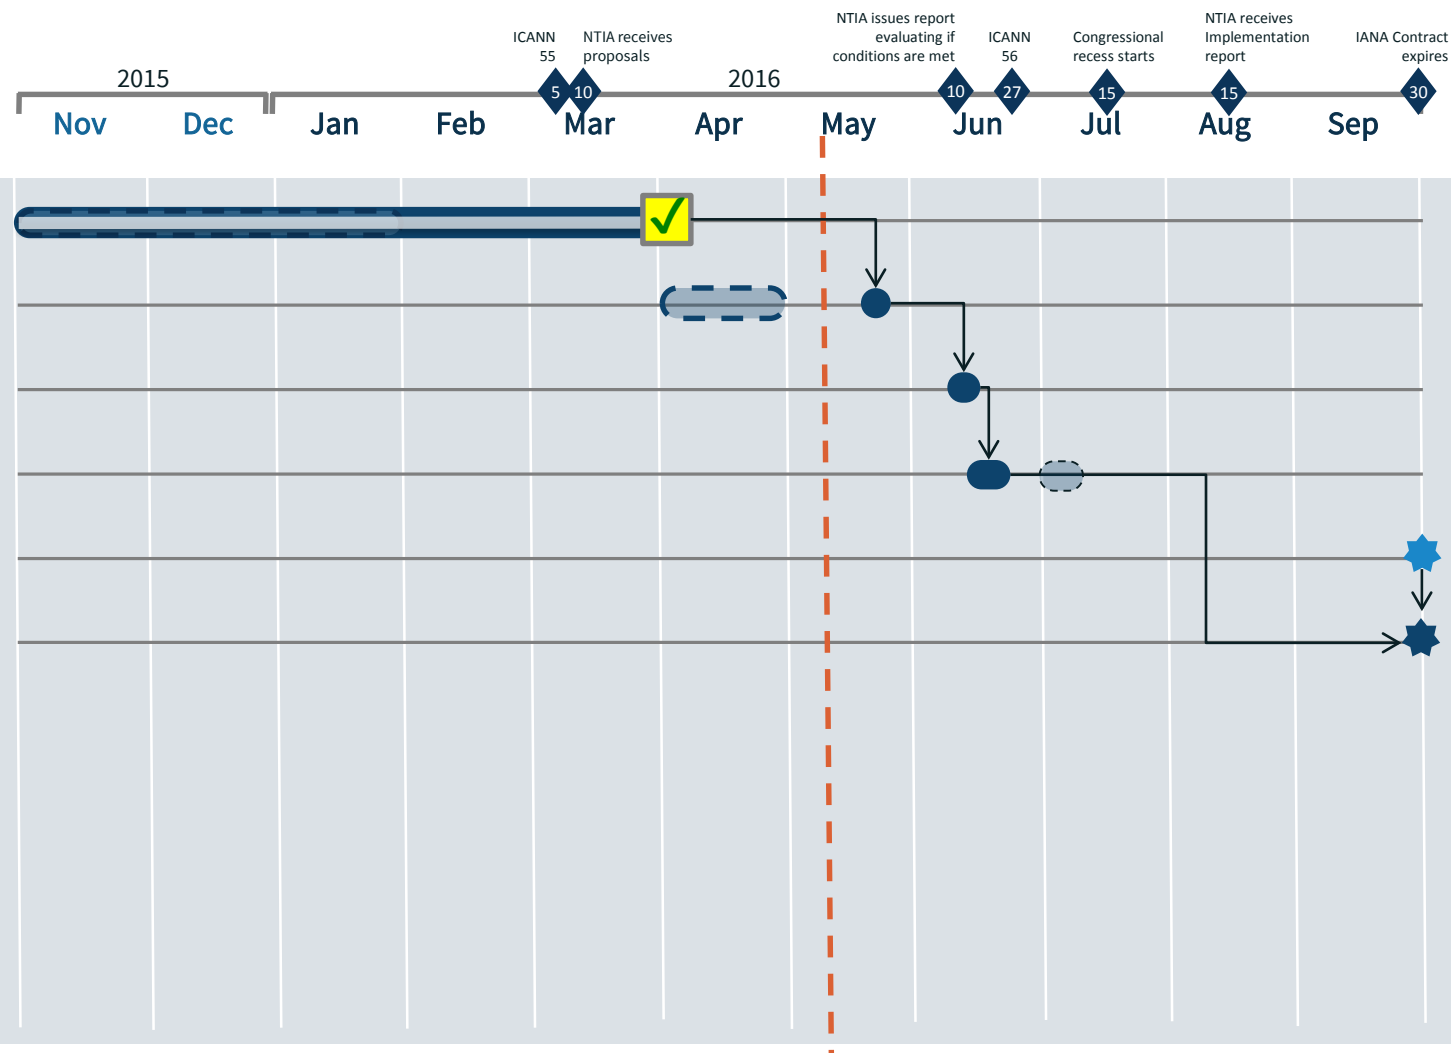 NTIA issues report
evaluating if
conditions are met
NTIA receives
Implementation
report
ICANN
55
NTIA receives
proposals
ICANN
56
Congressional
recess starts
IANA Contract
expires
2015
2016
5
10
10
27
15
15
30
Nov
Dec
Jan
Feb
Mar
Apr
May
Jun
Jul
Aug
Sep